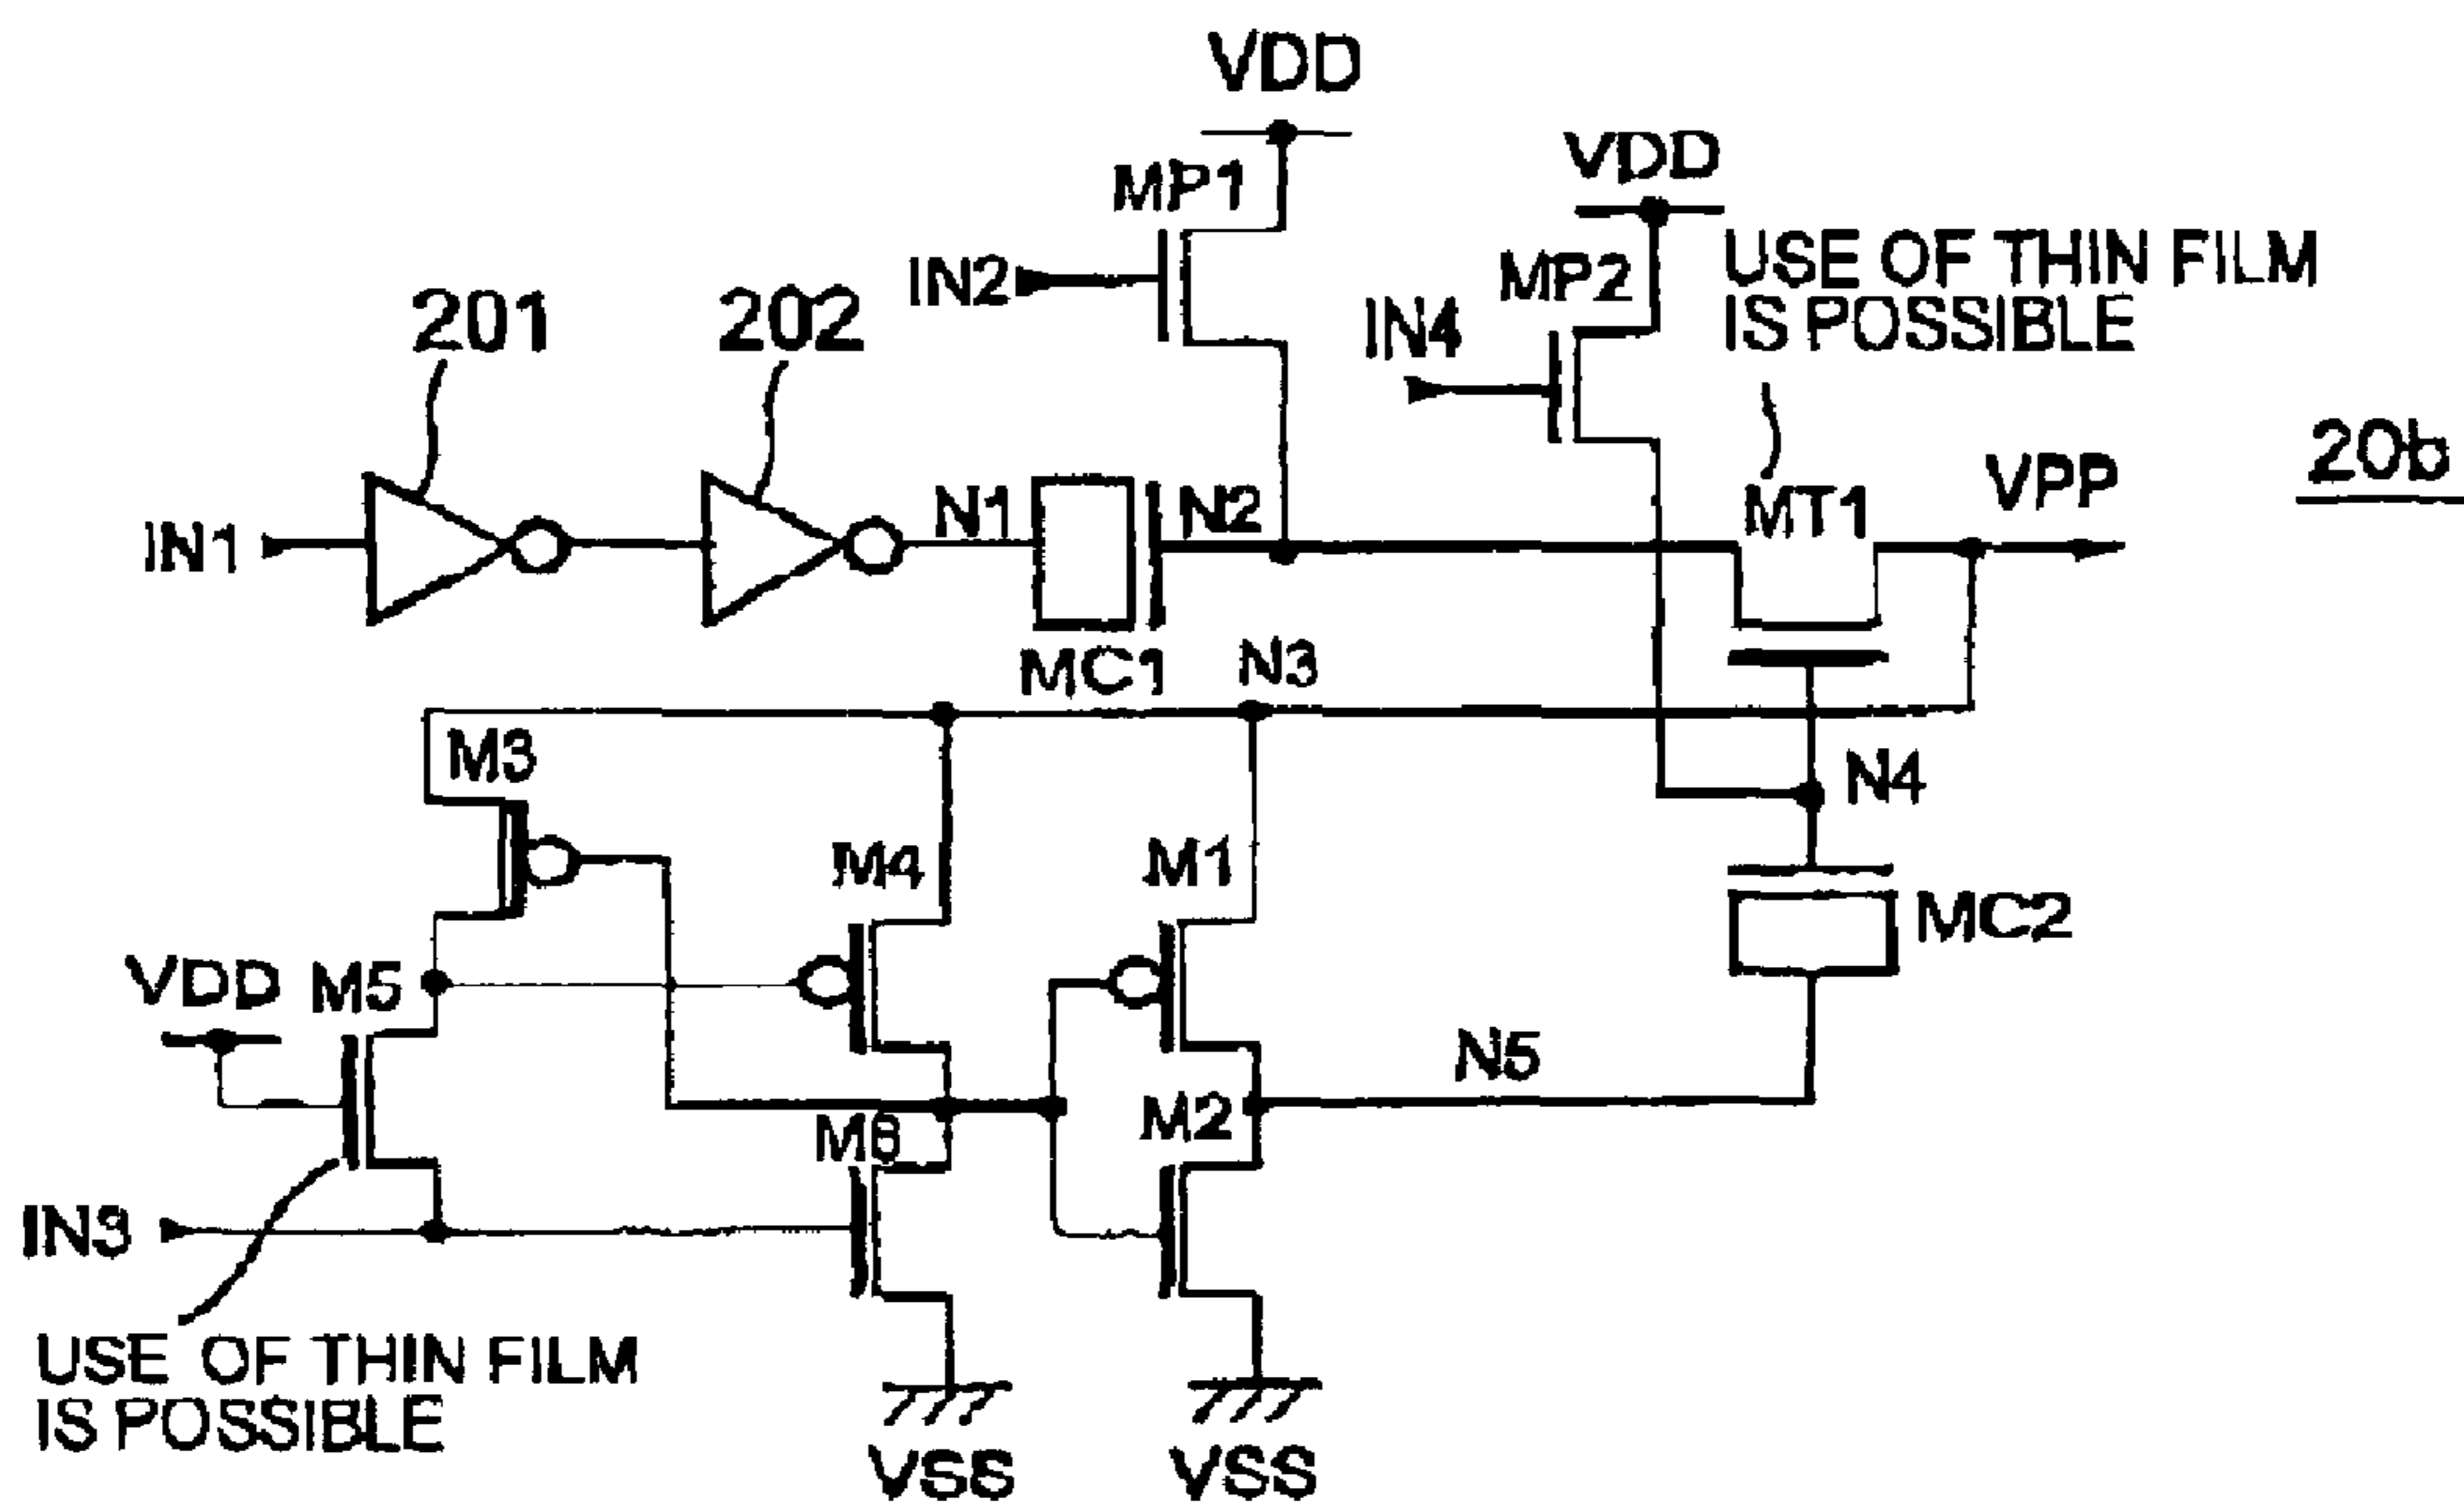 VDD
VDD
MP1
USE OF THIN FILM
IS POSSIBLE
IN2
MP2
IN4
201
202
20b
VPP
N1
N2
MT1
IN1
MC1
N3
M3
N4
M4
M1
MC2
VDD
M5
N5
M2
M6
IN3
USE OF THIN FILM
IS POSSIBLE
VSS
VSS